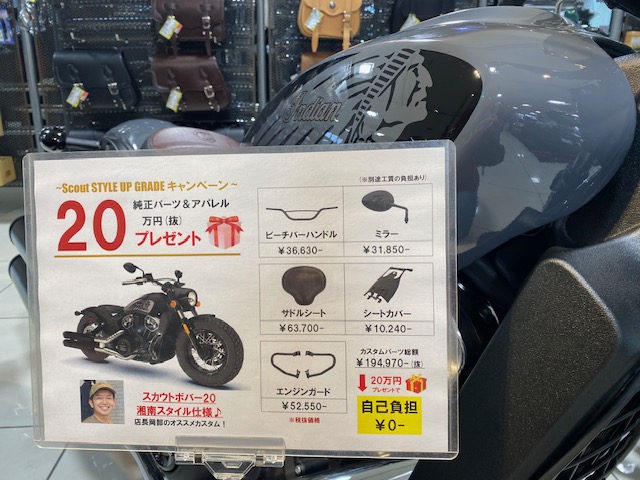 Indian
~Scout STYLE UP GRADE キャンペーン~
20
純正パーツ＆アパレル
万円(抜)
プレゼント
スカウトボバー20
湘南スタイル仕様♪
店長岡部のオススメカスタム！
(※別途工賃の負担あり)
ビーチバーハンドル
￥36,630-
ミラー
￥31,850-
サドルシート
￥63,700-
シートカバー
￥10,240-
エンジンガード
￥52,550-
※税抜価格
カスタムパーツ総額
￥194,970-(抜)
20万円
プレゼントで
自己負担
￥0-